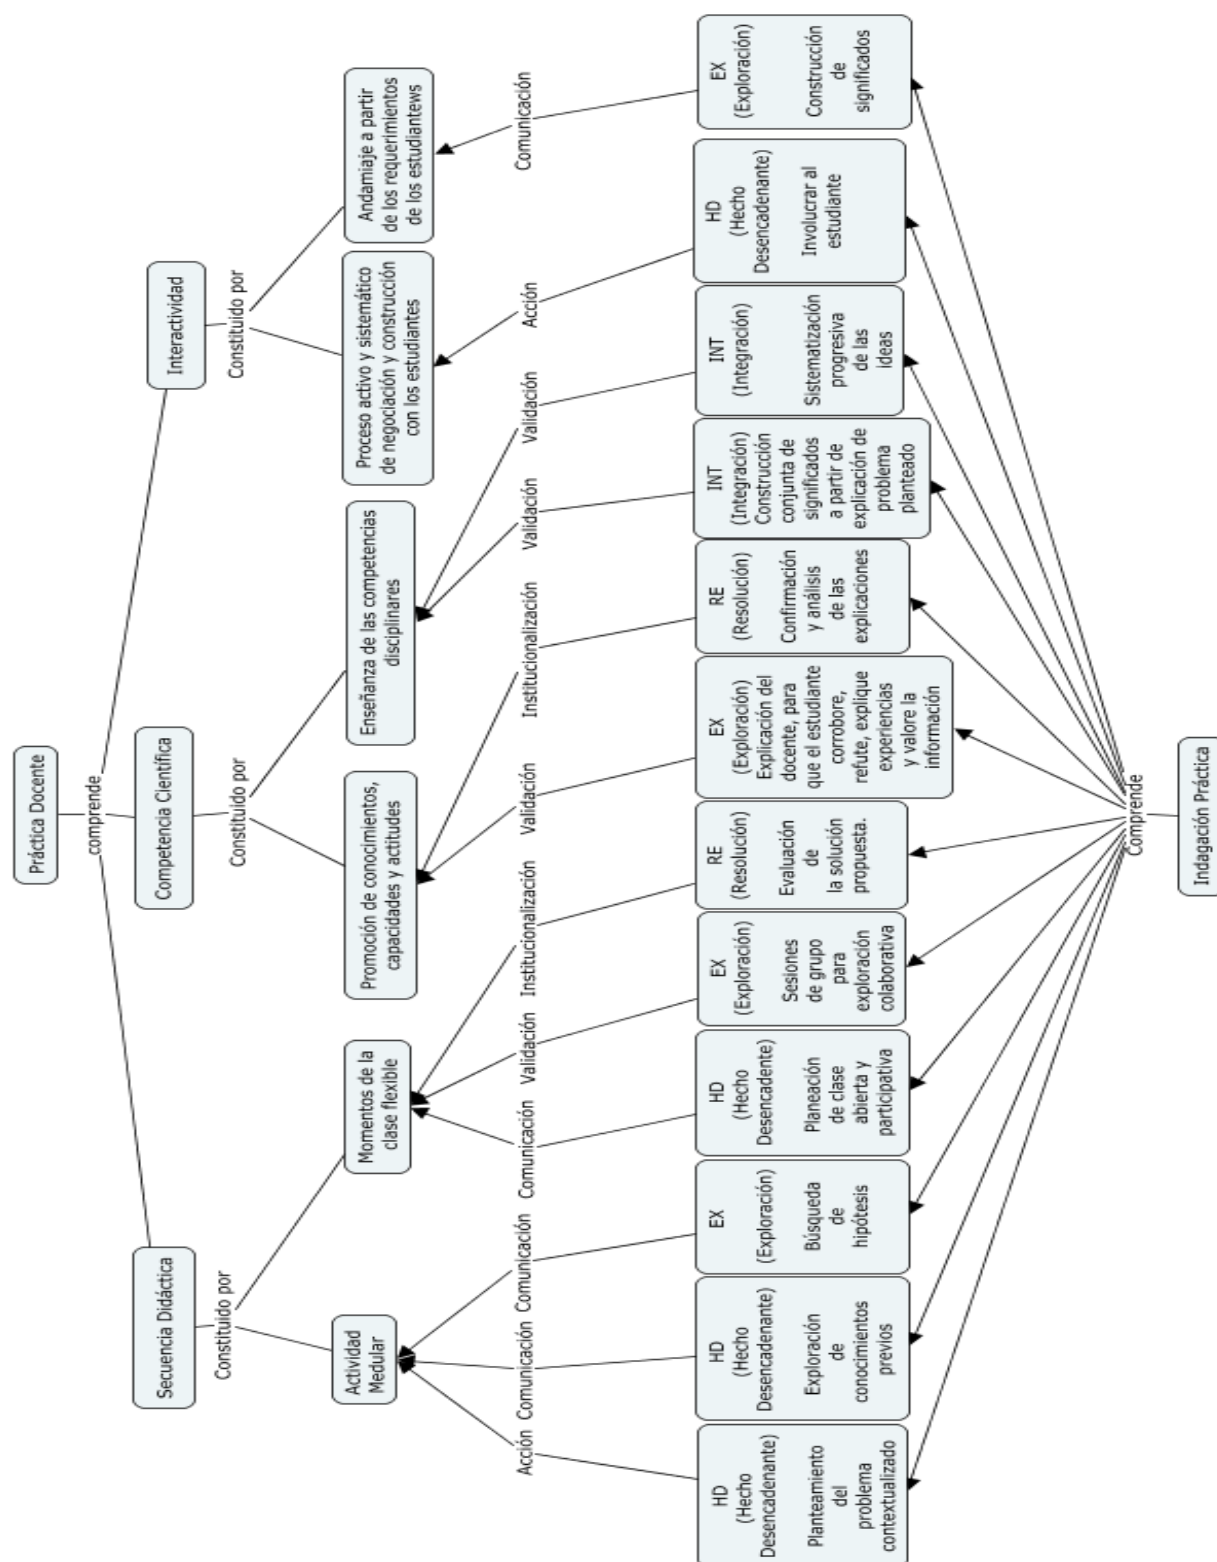 Práctica Docente
comprende
Secuencia Didáctica
Competencia Científica
Interactividad
Constituido por
Constituido por
Constituido por
Actividad
Medular
Momentos de la
clase flexible
Promoción de conocimientos,
capacidades y actitudes
Enseñanza de las competencias
disciplinares
Proceso activo y sistemático
de negociación y construcción
con los estudiantes
Andamiaje a partir
de los requerimientos
de los estudiantews
Acción
Comunicación
Comunicación
Comunicación
Validación
Institucionalización
Validación
Institucionalización
Validación
Validación
Acción
Comunicación
HD
(Hecho
Desencadenante)
Planteamiento
del
problema
contextualizado
HD
(Hecho
Desencadenante)
Exploración
de
conocimientos
previos
EX
(Exploración)
Búsqueda
de
hipótesis
HD
(Hecho
Desencadente)
Planeación
de clase
abierta y
participativa
EX
(Exploración)
Sesiones
de grupo
para
exploración
colaborativa
RE
(Resolución)
Evaluación
de
la solución
propuesta.
EX
(Exploración)
Explicación del
docente, para
que el estudiante
corrobore,
refute, explique
experiencias
y valore la
información
RE
(Resolución)
Confirmación
y análisis
de las
explicaciones
INT
(Integración)
Construcción
conjunta de
significados
a partir de
explicación de
problema
planteado
INT
(Integración)
Sistematización
progresiva
de las
ideas
HD
(Hecho
Desencadenante)
Involucrar al
estudiante
EX
(Exploración)
Construcción
de
significados
Comprende
Indagación Práctica